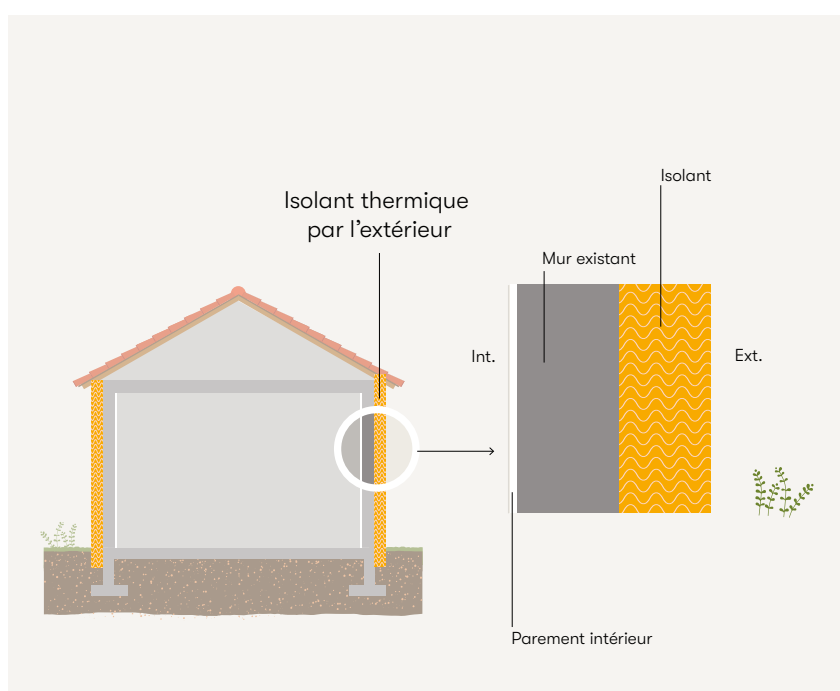 Isolant
Isolant thermique
par l’extérieur
Mur existant
Int.
Ext.
Parement intérieur